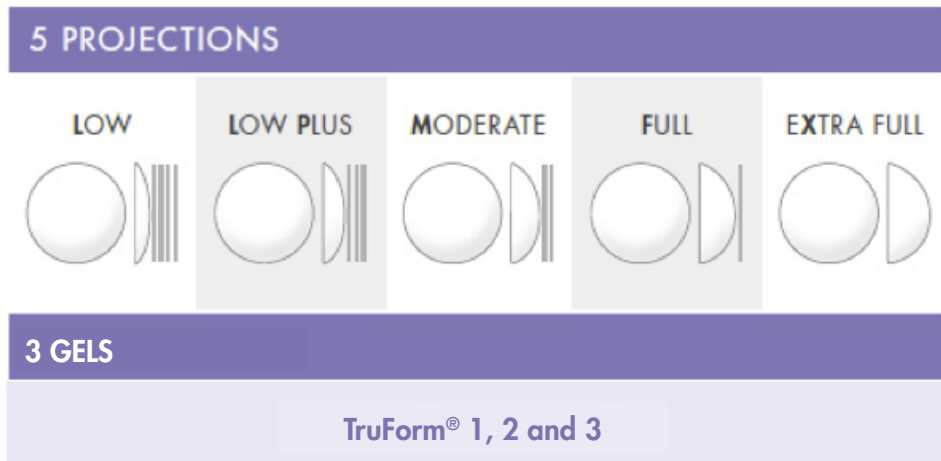 5 PROJECTIONS
LOW LOW PLUS MODERATE FULL EXTRA FULL
3 GELS
TruForm® 1, 2 and 3